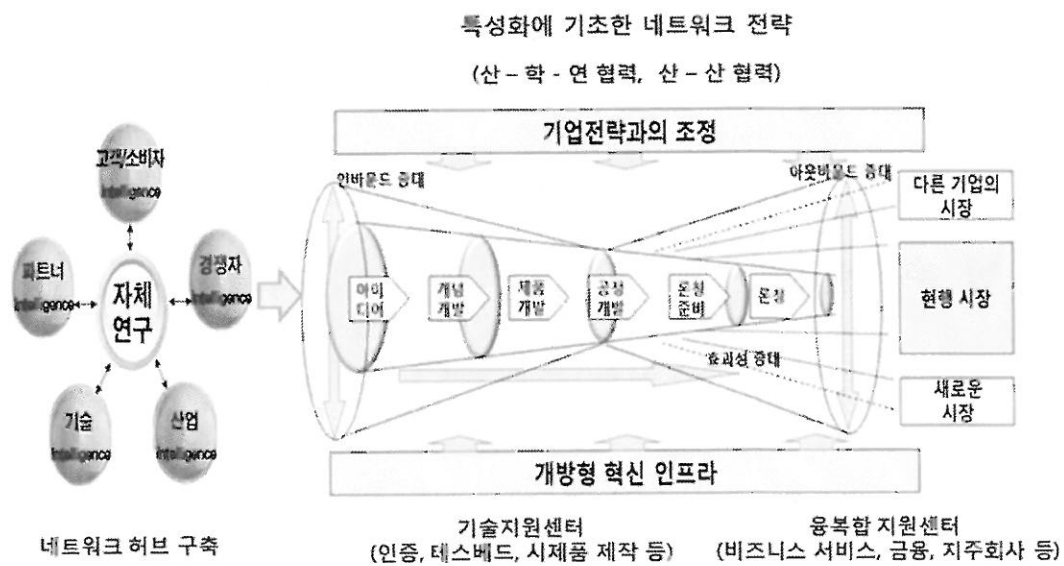 특성화에 기초한 네트워크 전략
(산 – 학 - 연 협력, 산 – 산 협력)
기업전략과의 조정
고객/소비자
Intelligence
파트너
Intelligence
경쟁자
Intelligence
자체
연구
기술
Intelligence
산업
Intelligence
네트워크 허브 구축
인바운드 증대
아웃바운드 증대
아이
디어
개념
개발
제품
개발
공정
개발
론칭
준비
론칭
효과성 증대
다른 기업의
시장
현행 시장
새로운
시장
개방형 혁신 인프라
기술지원센터
(인증, 테스베드, 시제품 제작 등)
융복합 지원센터
(비즈니스 서비스, 금융, 지주회사 등)